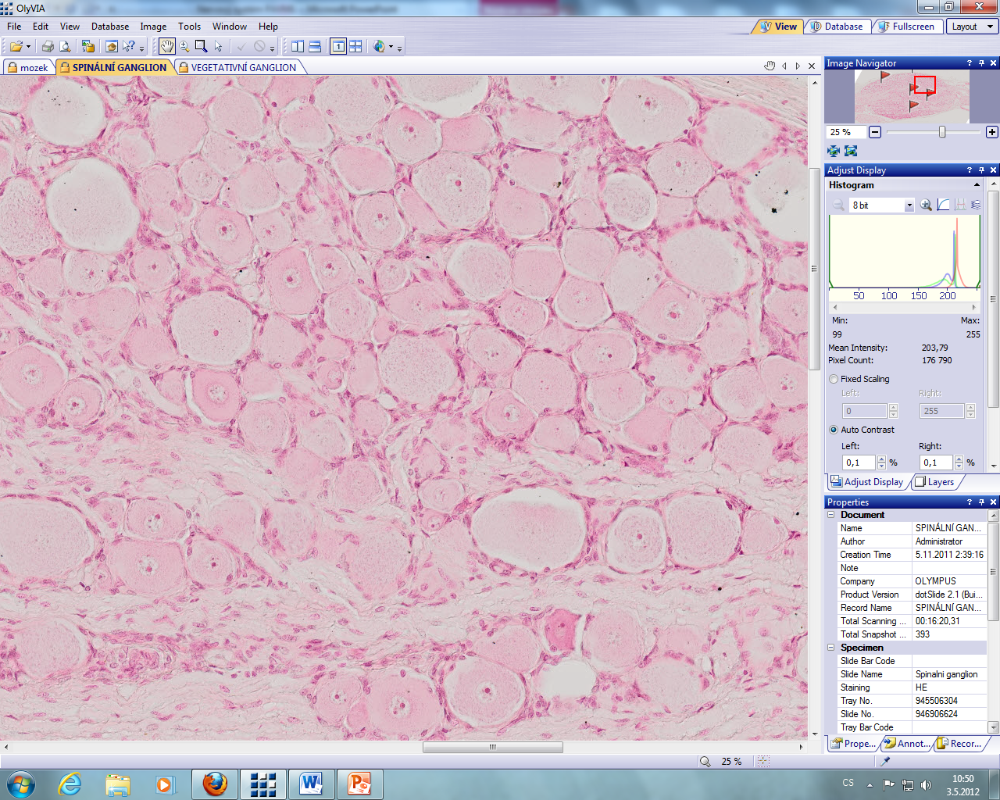 OlyVIA
File Edit View Database Image Tools Window Help
View Database Fullscreen Layout
mozek SPINÁLNÍ GANGLION VEGETATIVNÍ GANGLION
Image Navigator
25 %
Adjust Display
Histogram
8 bit
50 100 150 200
Min: Max:
99 255
Mean Intensity: 203,79
Pixel Count: 176 790
Fixed Scaling
Left: Right:
0 255
Auto Contrast
Left: Right:
0,1 % 0,1 %
Adjust Display Layers
Properties
Document
Name SPINÁLNÍ GAN...
Author Administrator
Creation Time 5.11.2011 2:39:16
Note
Company OLYMPUS
Product Version dotSlide 2.1 (Bui...
Record Name SPINÁLNÍ GAN...
Total Scanning ... 00:16:20,31
Total Snapshot ... 393
Specimen
Slide Bar Code
Slide Name Spinalni ganglion
Staining HE
Tray No. 945506304
Slide No. 946906624
Tray Bar Code
Prope... Annot... Recor...
25 %
CS 10:50
3.5.2012